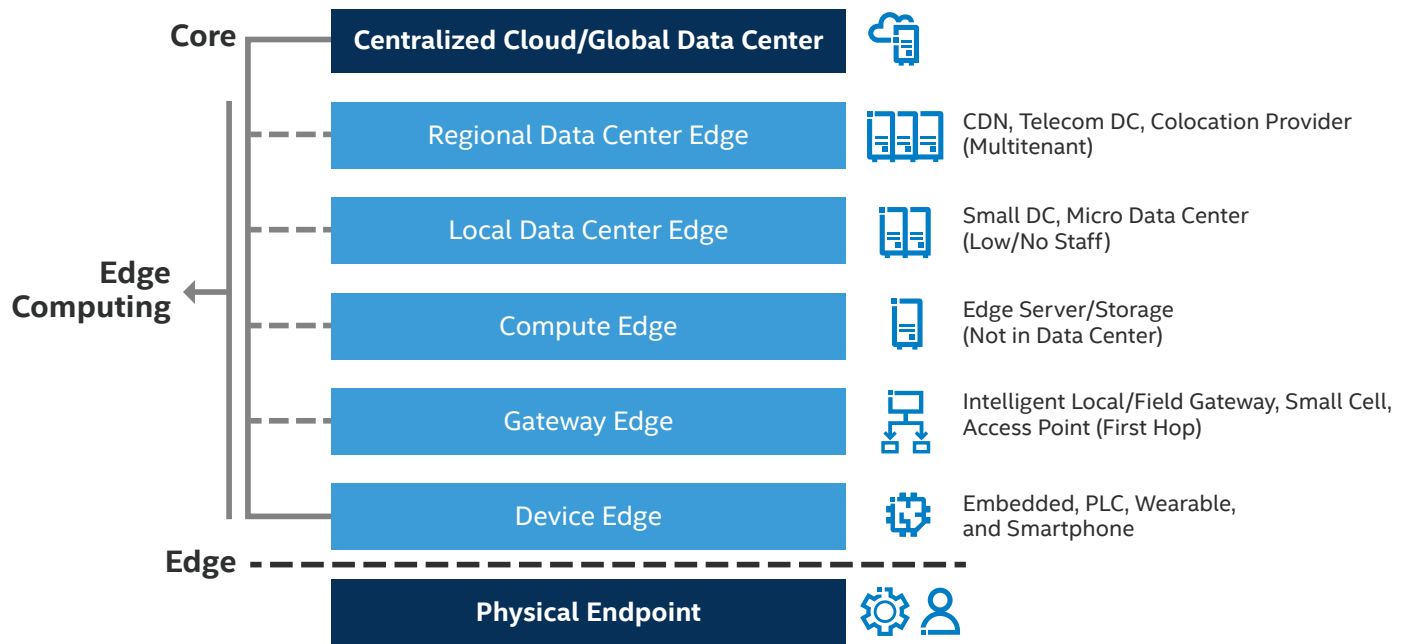 Core
Centralized Cloud/Global Data Center
Regional Data Center Edge
CDN, Telecom DC, Colocation Provider
(Multitenant)
Local Data Center Edge
Small DC, Micro Data Center
(Low/No Staff)
Edge
Computing
Compute Edge
Edge Server/Storage
(Not in Data Center)
Gateway Edge
Intelligent Local/Field Gateway, Small Cell,
Access Point (First Hop)
Device Edge
Embedded, PLC, Wearable,
and Smartphone
Edge
Physical Endpoint